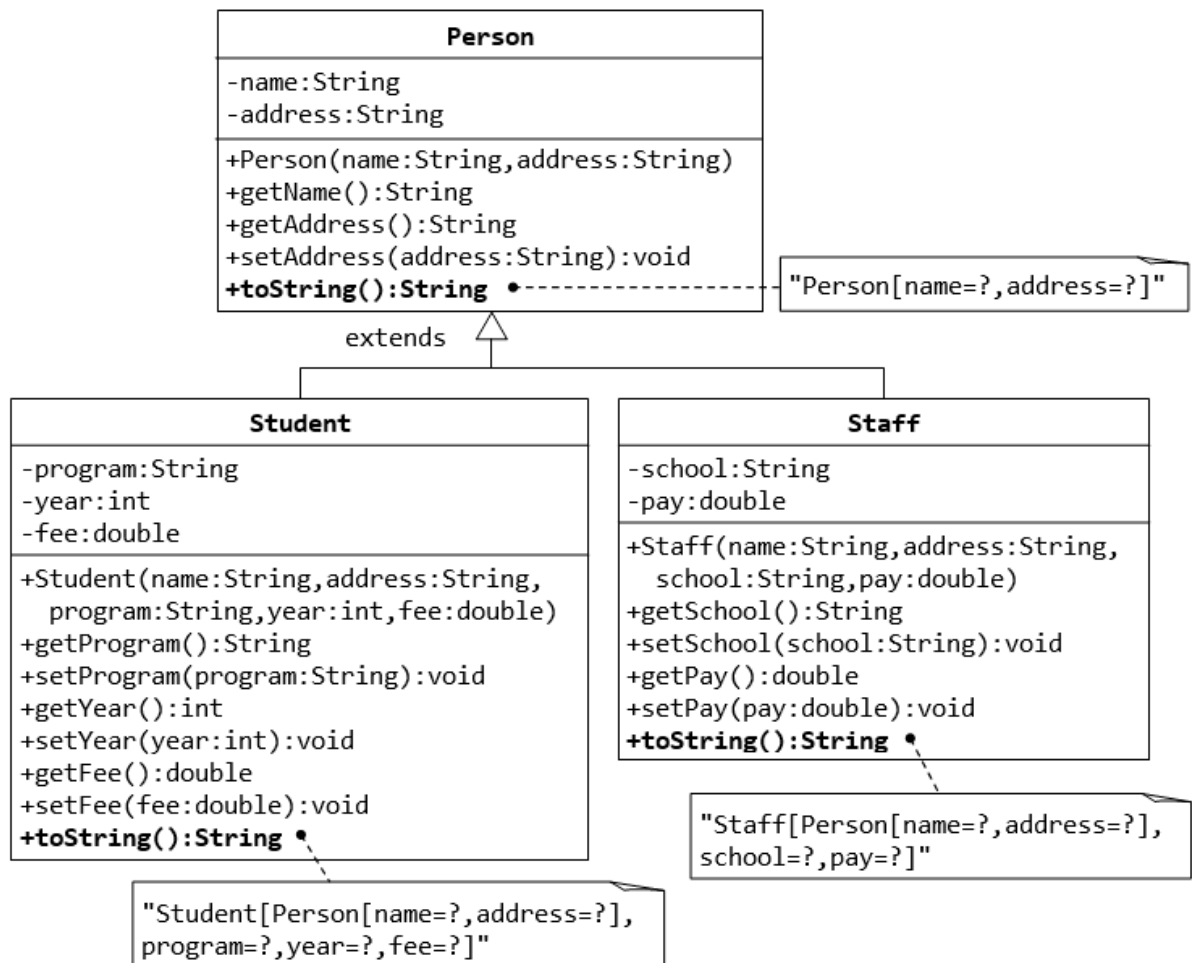 Person
-name:String
-address:String
+Person(name:String,address:String)
+getName():String
+getAddress():String
+setAddress(address:String):void
+toString():String
"Person[name=?,address=?]"
extends
Student
-program:String
-year:int
-fee:double
+Student(name:String,address:String,
program:String,year:int,fee:double)
+getProgram():String
+setProgram(program:String):void
+getYear():int
+setYear(year:int):void
+getFee():double
+setFee(fee:double):void
+toString():String
"Student[Person[name=?,address=?],
program=?,year=?,fee=?]"
Staff
-school:String
-pay:double
+Staff(name:String,address:String,
school:String,pay:double)
+getSchool():String
+setSchool(school:String):void
+getPay():double
+setPay(pay:double):void
+toString():String
"Staff[Person[name=?,address=?],
school=?,pay=?]"